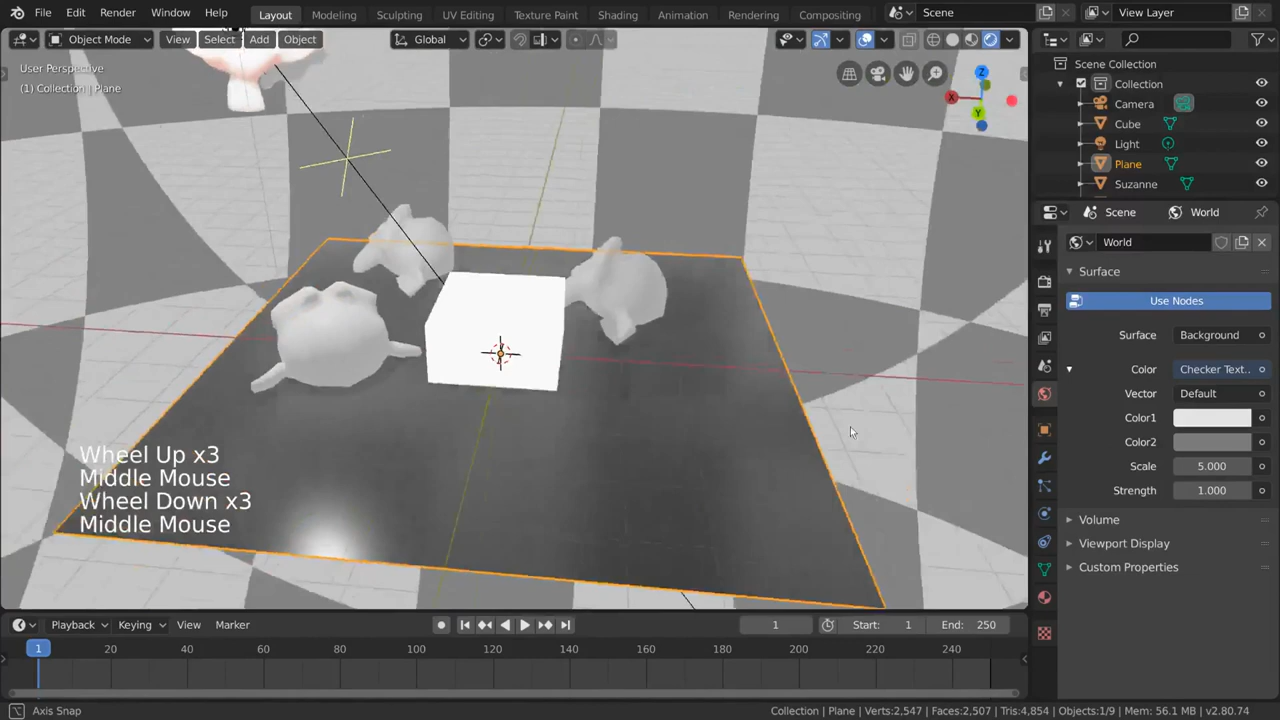 File Edit Render Window Help Layout Modeling Sculpting UV Editing Texture Paint Shading Animation Rendering Compositing Scene View Layer
Object Mode View Select Add Object Global
User Perspective
(1) Collection | Plane
X
Y
Z
Scene Collection
Collection
Camera
Cube
Light
Plane
Suzanne
Scene World
World
Surface
Use Nodes
Surface Background
Color Checker Text..
Vector Default
Color1
Color2
Scale 5.000
Strength 1.000
Volume
Viewport Display
Custom Properties
Wheel Up x3
Middle Mouse
Wheel Down x3
Middle Mouse
Playback Keying View Marker 1 Start: 1 End: 250
1 20 40 60 80 100 120 140 160 180 200 220 240
Axis Snap Collection | Plane | Verts:2,547 | Faces:2,507 | Tris:4,854 | Objects:1/9 | Mem: 56.1 MB | v2.80.74